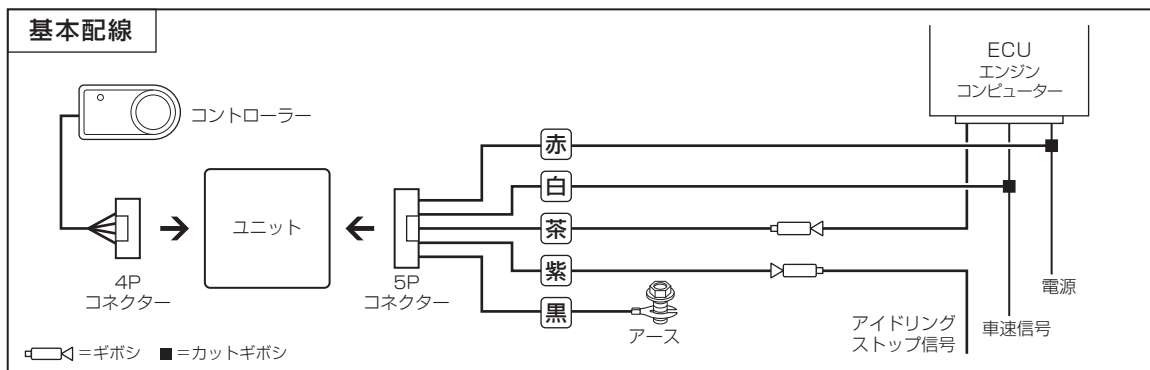 基本配線
ECU
エンジン
コンピューター
コントローラー
赤
白
茶
紫
黒
ユニット
4P
コネクター
5P
コネクター
アース
アイドリング
ストップ信号
車速信号
電源
=ギボシ ■=カットギボシ